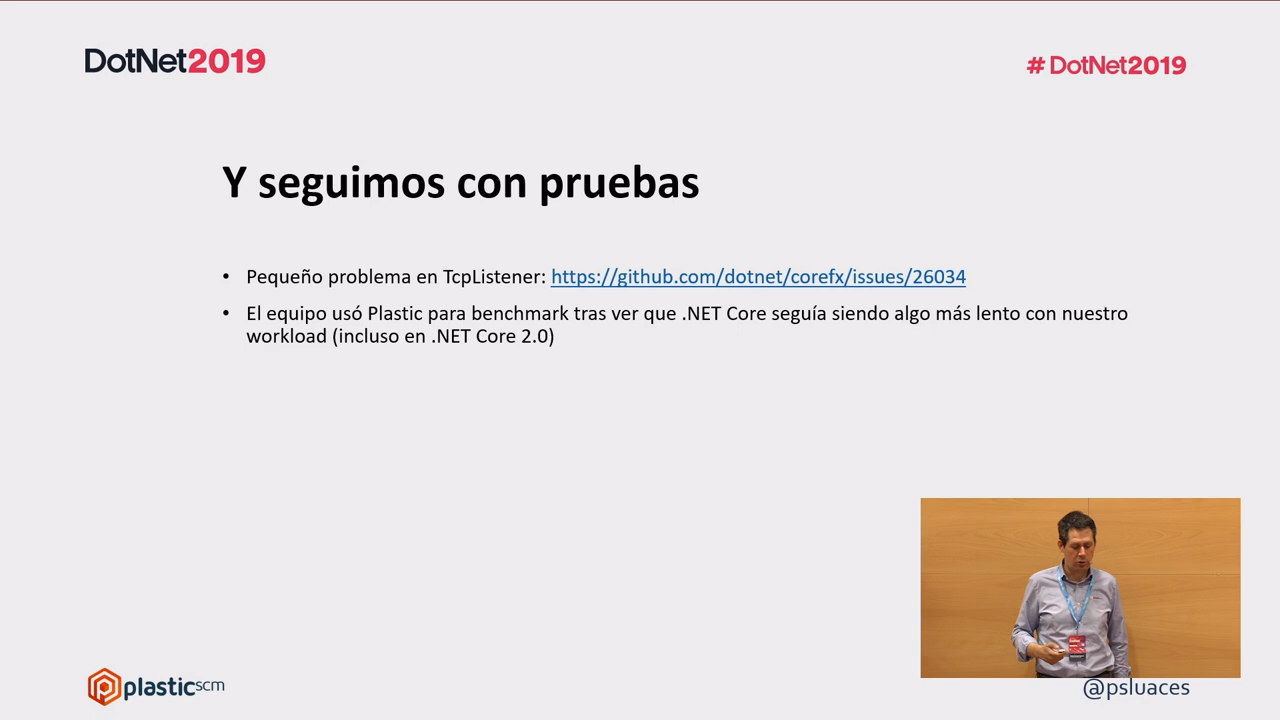 DotNet2019
# DotNet2019
Y seguimos con pruebas
• Pequeño problema en TcpListener: https://github.com/dotnet/corefx/issues/26034
• El equipo usó Plastic para benchmark tras ver que .NET Core seguía siendo algo más lento con nuestro
workload (incluso en .NET Core 2.0)
plasticscm
@psluaces